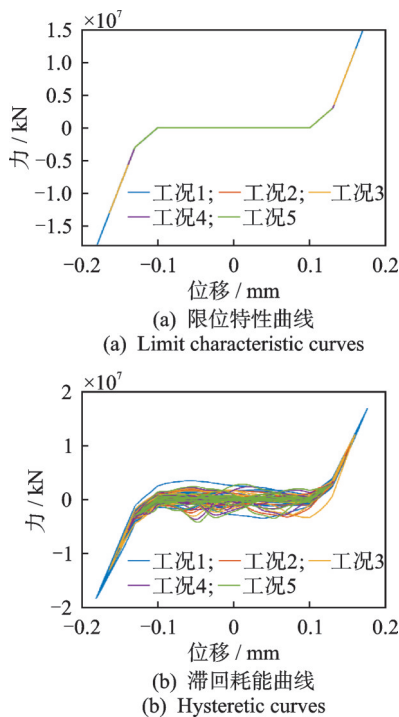 ×10⁷
1.5
1.0
0.5
0
−0.5
−1.0
−1.5
力 / kN
工况1; 工况2; 工况3
工况4; 工况5
−0.2 −0.1 0 0.1 0.2
位移 / mm
(a) 限位特性曲线
(a) Limit characteristic curves
×10⁷
2
1
0
−1
−2
力 / kN
工况1; 工况2; 工况3
工况4; 工况5
−0.2 −0.1 0 0.1 0.2
位移 / mm
(b) 滞回耗能曲线
(b) Hysteretic curves